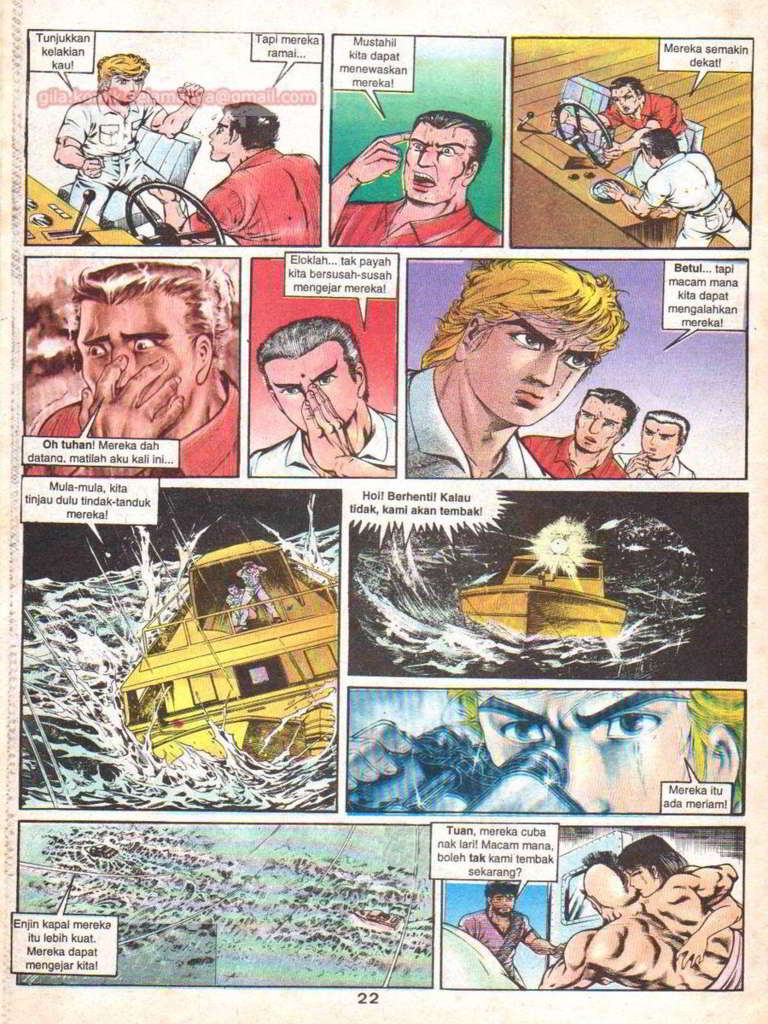 Tunjukkan
kelakian
kau!
Tapi mereka
ramai...
Mustahil
kita dapat
menewaskan
mereka!
Mereka semakin
dekat!
Oh tuhan! Mereka dah
datang, matilah aku kali ini...
Eloklah... tak payah
kita bersusah-susah
mengejar mereka!
Betul... tapi
macam mana
kita dapat
mengalahkan
mereka!
Mula-mula, kita
tinjau dulu tindak-tanduk
mereka!
Hoi! Berhenti! Kalau
tidak, kami akan tembak!
Mereka itu
ada meriam!
Enjin kapal mereka
itu lebih kuat.
Mereka dapat
mengejar kita!
Tuan, mereka cuba
nak lari! Macam mana,
boleh tak kami tembak
sekarang?
22